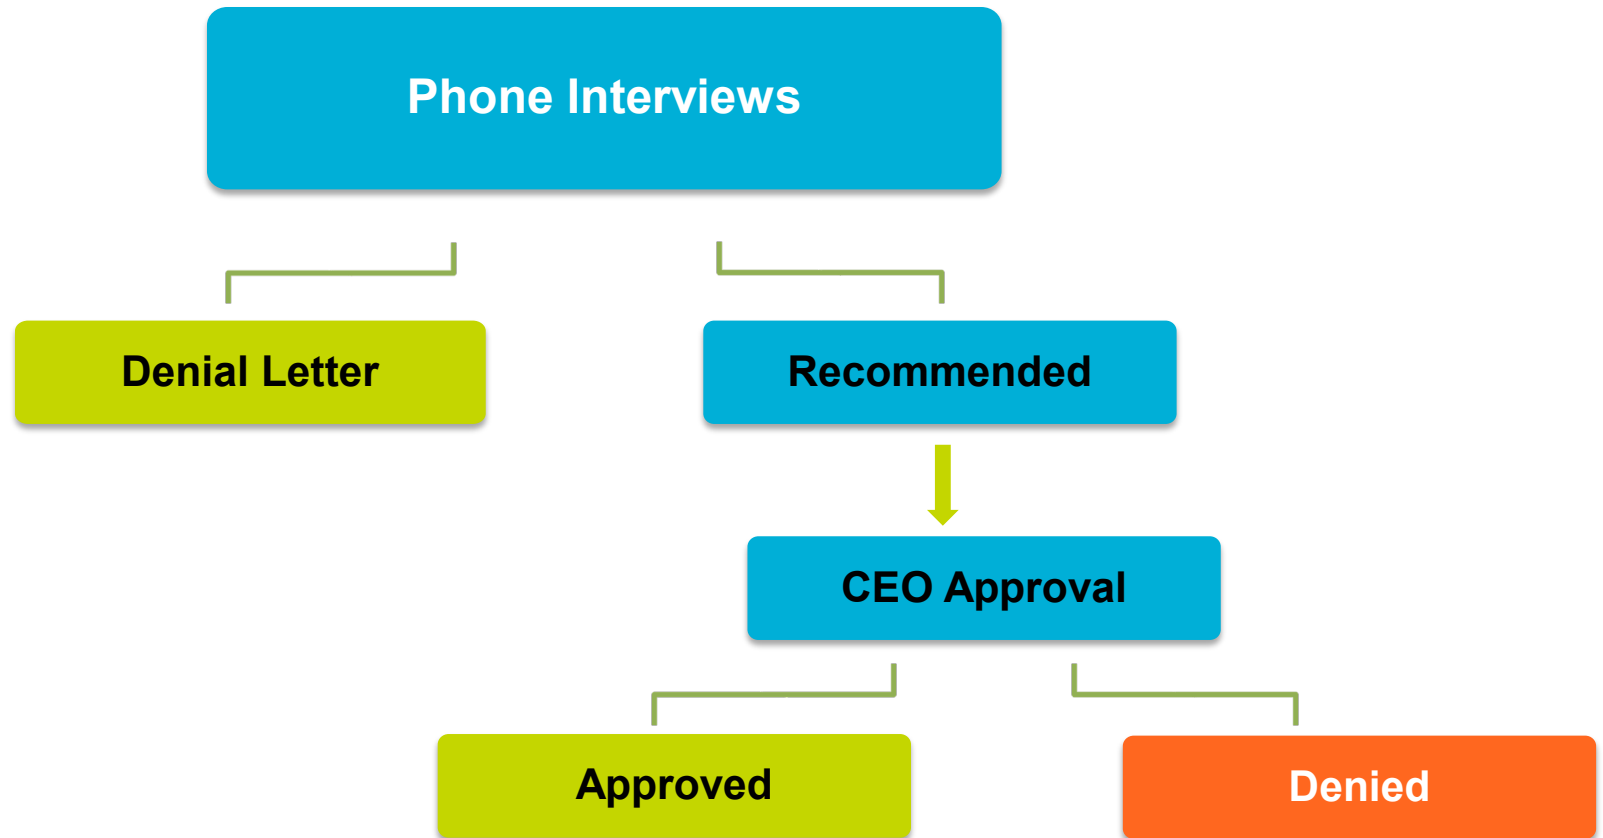 Phone Interviews
Denial Letter
Recommended
CEO Approval
Approved
Denied